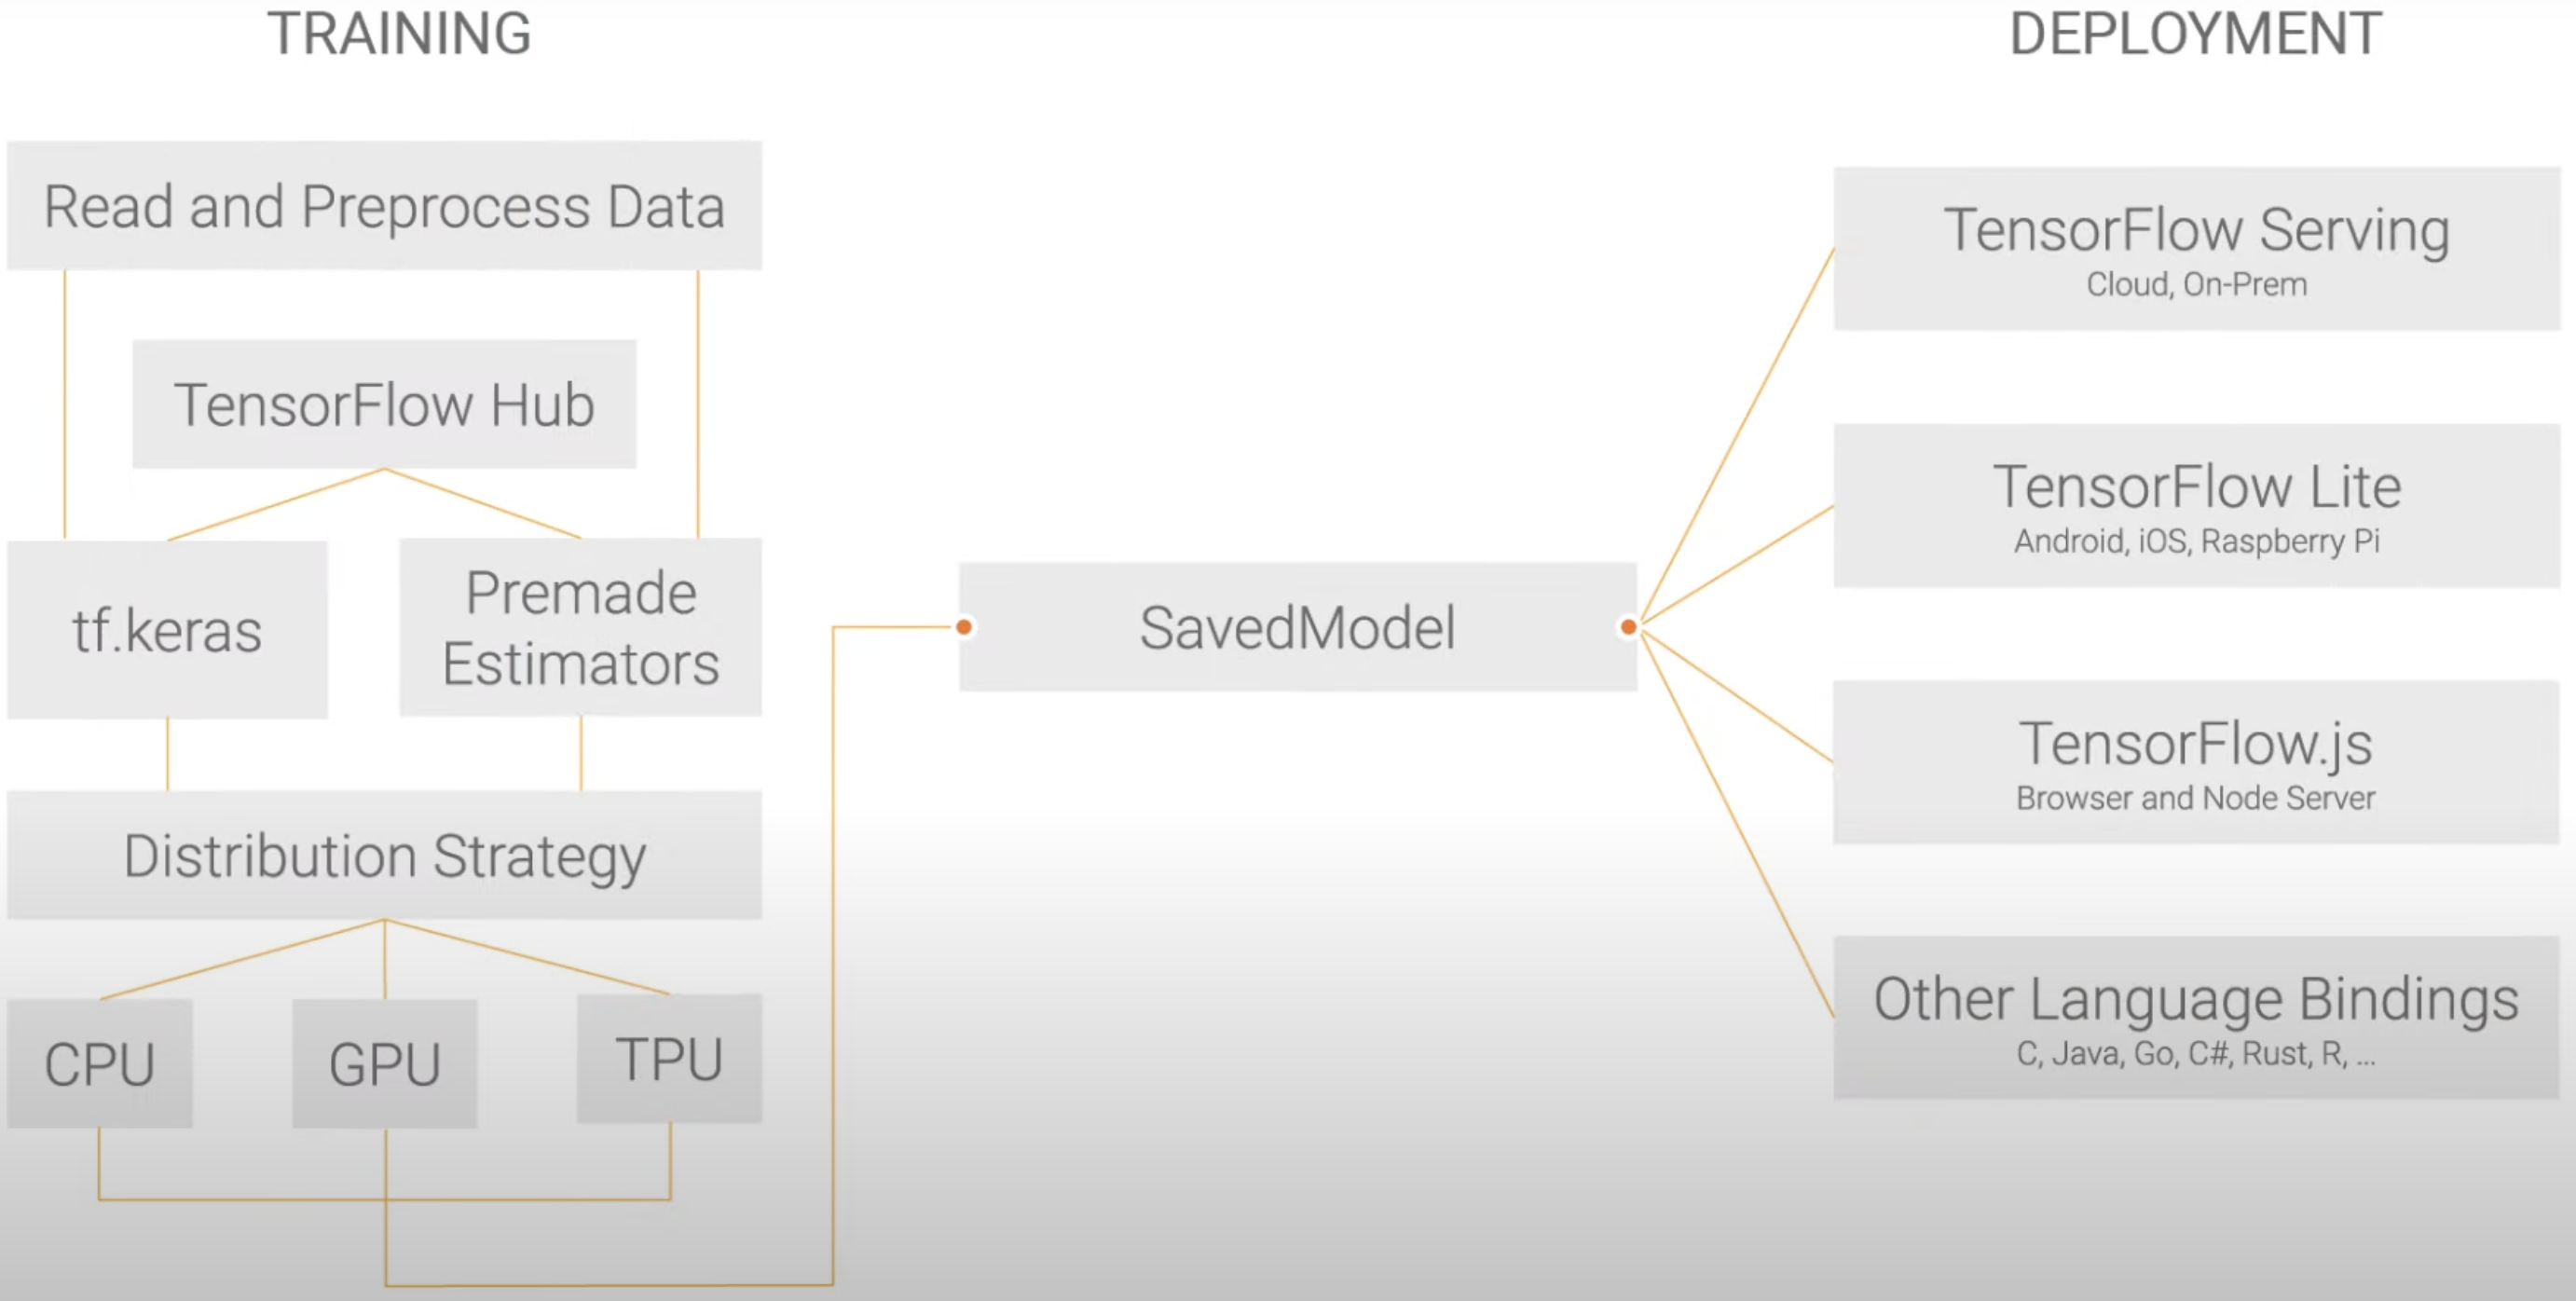 TRAINING
DEPLOYMENT
Read and Preprocess Data
TensorFlow Hub
tf.keras
Premade
Estimators
Distribution Strategy
CPU
GPU
TPU
SavedModel
TensorFlow Serving
Cloud, On-Prem
TensorFlow Lite
Android, iOS, Raspberry Pi
TensorFlow.js
Browser and Node Server
Other Language Bindings
C, Java, Go, C#, Rust, R, ...